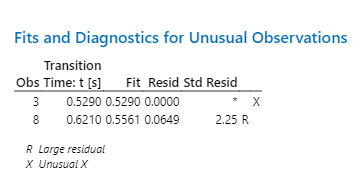 Fits and Diagnostics for Unusual Observations
Transition
Obs Time: t [s] Fit Resid Std Resid
3 0.5290 0.5290 0.0000 * X
8 0.6210 0.5561 0.0649 2.25 R
R Large residual
X Unusual X